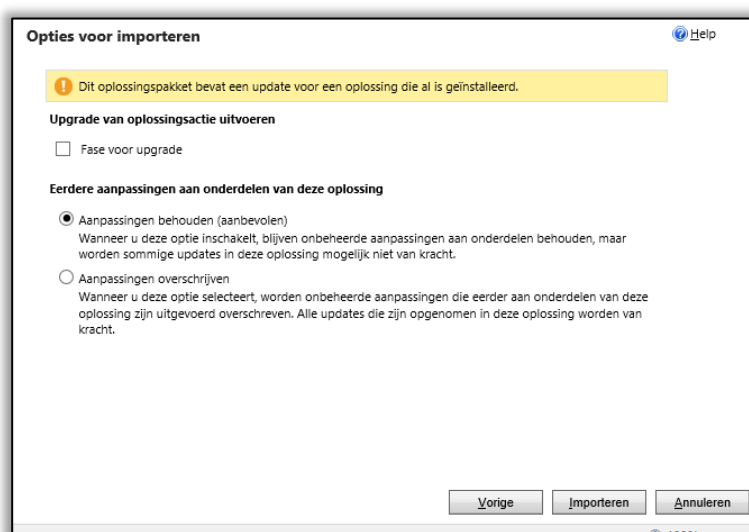 Opties voor importeren
Help
Dit oplossingspakket bevat een update voor een oplossing die al is geïnstalleerd.
Upgrade van oplossingsactie uitvoeren
Fase voor upgrade
Eerdere aanpassingen aan onderdelen van deze oplossing
Aanpassingen behouden (aanbevolen)
Wanneer u deze optie inschakelt, blijven onbeheerde aanpassingen aan onderdelen behouden, maar
worden sommige updates in deze oplossing mogelijk niet van kracht.
Aanpassingen overschrijven
Wanneer u deze optie selecteert, worden onbeheerde aanpassingen die eerder aan onderdelen van deze
oplossing zijn uitgevoerd overschreven. Alle updates die zijn opgenomen in deze oplossing worden van
kracht.
Vorige
Importeren
Annuleren